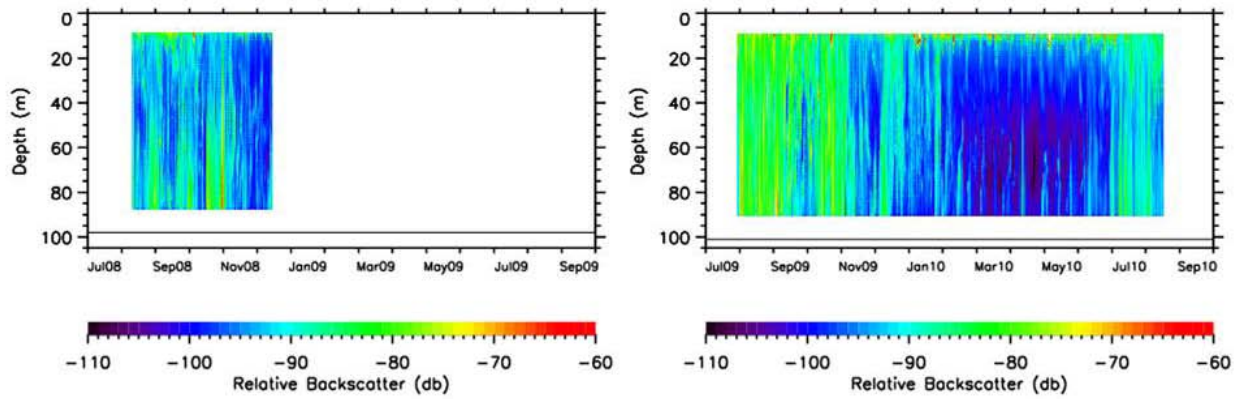 0
20
40
60
80
100
Depth (m)
Jul08 Sep08 Nov08 Jan09 Mar09 May09 Jul09 Sep09
-110 -100 -90 -80 -70 -60
Relative Backscatter (db)
0
20
40
60
80
100
Depth (m)
Jul09 Sep09 Nov09 Jan10 Mar10 May10 Jul10 Sep10
-110 -100 -90 -80 -70 -60
Relative Backscatter (db)